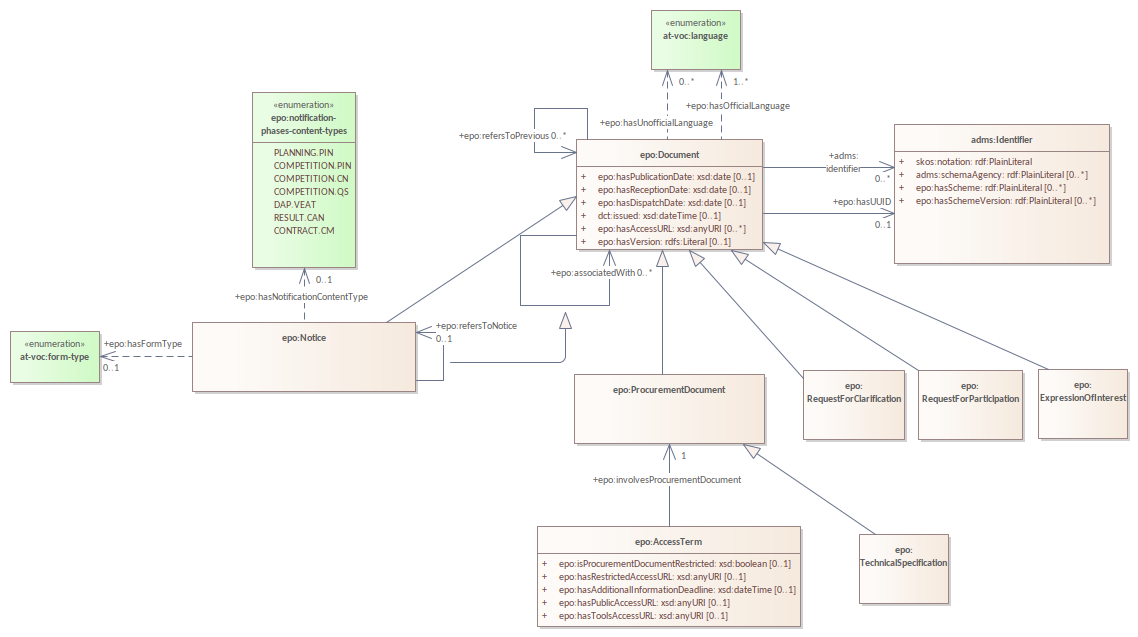 «enumeration»
at-voc:language
0..*
1..*
+epo:hasOfficialLanguage
+epo:hasUnofficialLanguage
«enumeration»
epo:notification-
phases-content-types
PLANNING.PIN
COMPETITION.PIN
COMPETITION.CN
COMPETITION.QS
DAP.VEAT
RESULT.CAN
CONTRACT.CM
+epo:refersToPrevious 0..*
epo:Document
+ epo:hasPublicationDate: xsd:date [0..1]
+ epo:hasReceptionDate: xsd:date [0..1]
+ epo:hasDispatchDate: xsd:date [0..1]
+ dct:issued: xsd:dateTime [0..1]
+ epo:hasAccessURL: xsd:anyURI [0..*]
+ epo:hasVersion: rdfs:Literal [0..1]
+adms:
identifier
0..*
+epo:hasUUID
0..1
adms:Identifier
+ skos:notation: rdf:PlainLiteral
+ adms:schemaAgency: rdf:PlainLiteral [0..*]
+ epo:hasScheme: rdf:PlainLiteral [0..*]
+ epo:hasSchemeVersion: rdf:PlainLiteral [0..*]
+epo:associatedWith 0..*
0..1
+epo:hasNotificationContentType
«enumeration»
at-voc:form-type
+epo:hasFormType
0..1
epo:Notice
+epo:refersToNotice
0..1
epo:ProcurementDocument
epo:
RequestForClarification
epo:
RequestForParticipation
epo:
ExpressionOfInterest
1
+epo:involvesProcurementDocument
epo:AccessTerm
+ epo:isProcurementDocumentRestricted: xsd:boolean [0..1]
+ epo:hasRestrictedAccessURL: xsd:anyURI [0..1]
+ epo:hasAdditionalInformationDeadline: xsd:dateTime [0..1]
+ epo:hasPublicAccessURL: xsd:anyURI [0..1]
+ epo:hasToolsAccessURL: xsd:anyURI [0..1]
epo:
TechnicalSpecification